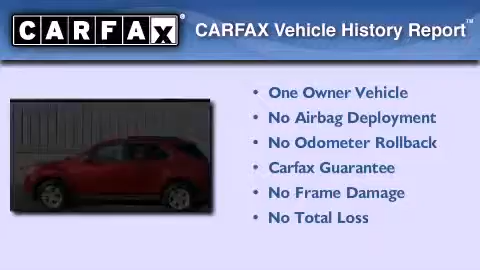 CARFAX® CARFAX Vehicle History Report™
• One Owner Vehicle
• No Airbag Deployment
• No Odometer Rollback
• Carfax Guarantee
• No Frame Damage
• No Total Loss